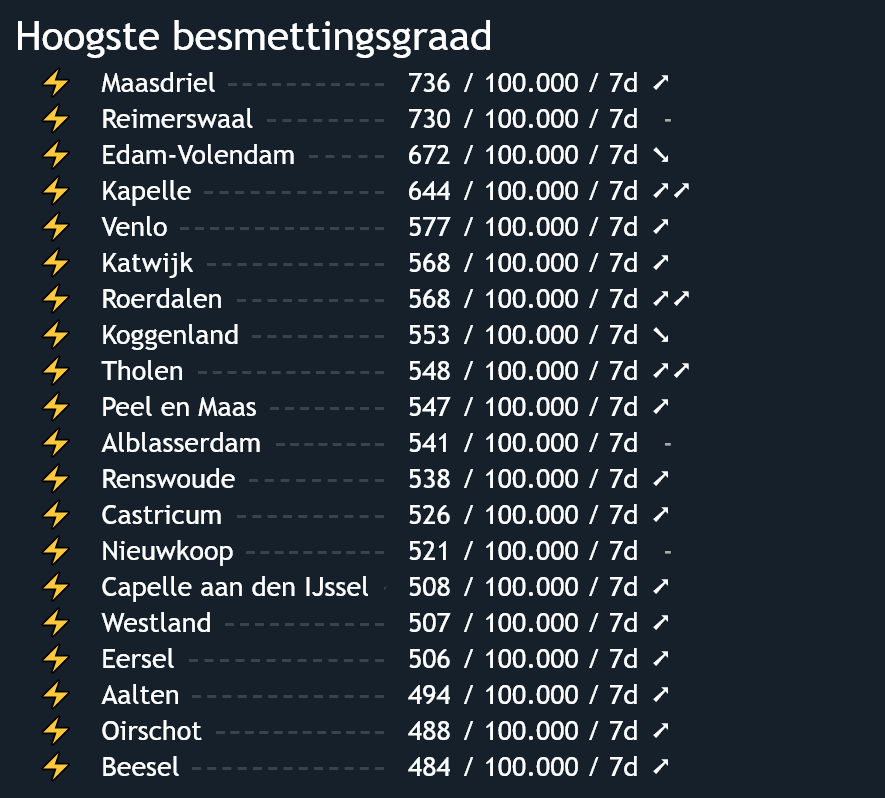 Hoogste besmettingsgraad
⚡ Maasdriel ----------- 736 / 100.000 / 7d ➚
⚡ Reimerswaal -------- 730 / 100.000 / 7d -
⚡ Edam-Volendam ----- 672 / 100.000 / 7d ➘
⚡ Kapelle ------------- 644 / 100.000 / 7d ➚➚
⚡ Venlo --------------- 577 / 100.000 / 7d ➚
⚡ Katwijk ------------- 568 / 100.000 / 7d ➚
⚡ Roerdalen ---------- 568 / 100.000 / 7d ➚➚
⚡ Koggenland --------- 553 / 100.000 / 7d ➘
⚡ Tholen ------------- 548 / 100.000 / 7d ➚➚
⚡ Peel en Maas -------- 547 / 100.000 / 7d ➚
⚡ Alblasserdam ------- 541 / 100.000 / 7d -
⚡ Renswoude --------- 538 / 100.000 / 7d ➚
⚡ Castricum ---------- 526 / 100.000 / 7d ➚
⚡ Nieuwkoop --------- 521 / 100.000 / 7d -
⚡ Capelle aan den IJssel - 508 / 100.000 / 7d ➚
⚡ Westland ----------- 507 / 100.000 / 7d ➚
⚡ Eersel -------------- 506 / 100.000 / 7d ➚
⚡ Aalten ------------- 494 / 100.000 / 7d ➚
⚡ Oirschot ------------ 488 / 100.000 / 7d ➚
⚡ Beesel ------------- 484 / 100.000 / 7d ➚